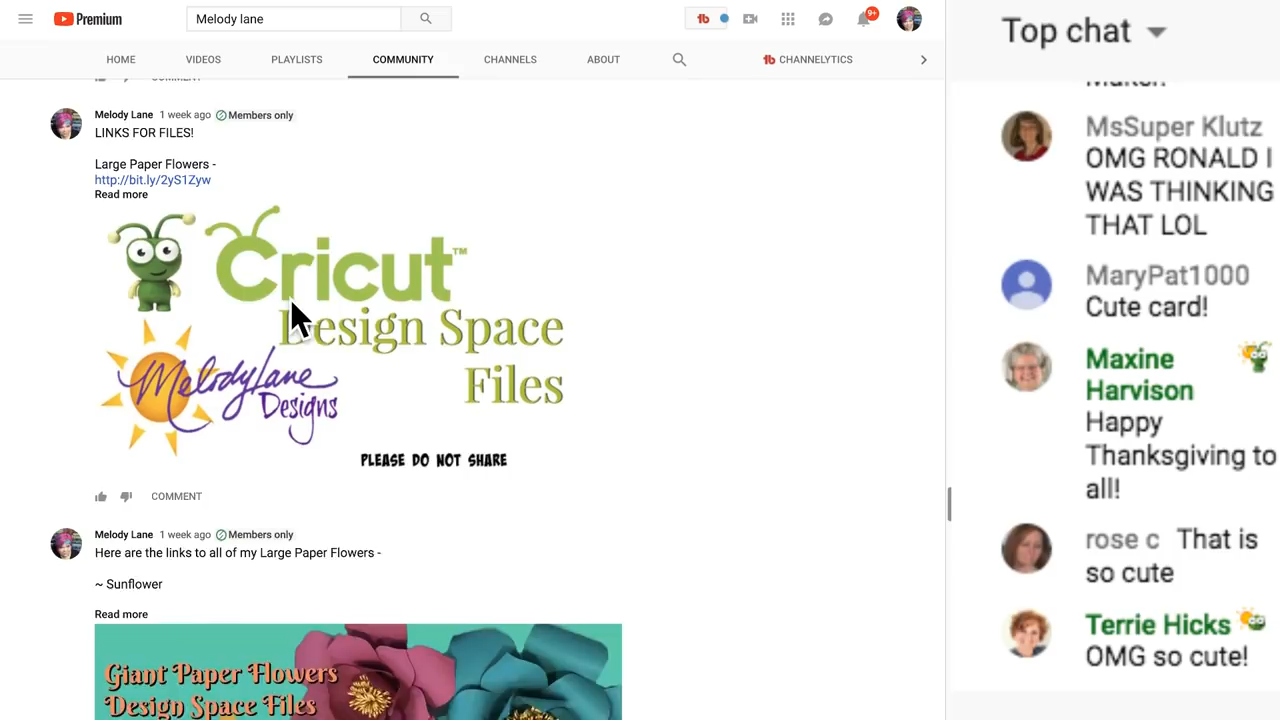 Premium
Melody lane
9+
HOME
VIDEOS
PLAYLISTS
COMMUNITY
CHANNELS
ABOUT
tb CHANNELYTICS
Melody Lane 1 week ago Members only
LINKS FOR FILES!
Large Paper Flowers -
http://bit.ly/2yS1Zyw
Read more
Cricut™
Design Space
Files
MelodyLane
Designs
PLEASE DO NOT SHARE
COMMENT
Melody Lane 1 week ago Members only
Here are the links to all of my Large Paper Flowers -
~ Sunflower
Read more
Giant Paper Flowers
Design Space Files
Top chat
MsSuper Klutz
OMG RONALD I
WAS THINKING
THAT LOL
MaryPat1000
Cute card!
Maxine
Harvison
Happy
Thanksgiving to
all!
rose c That is
so cute
Terrie Hicks
OMG so cute!